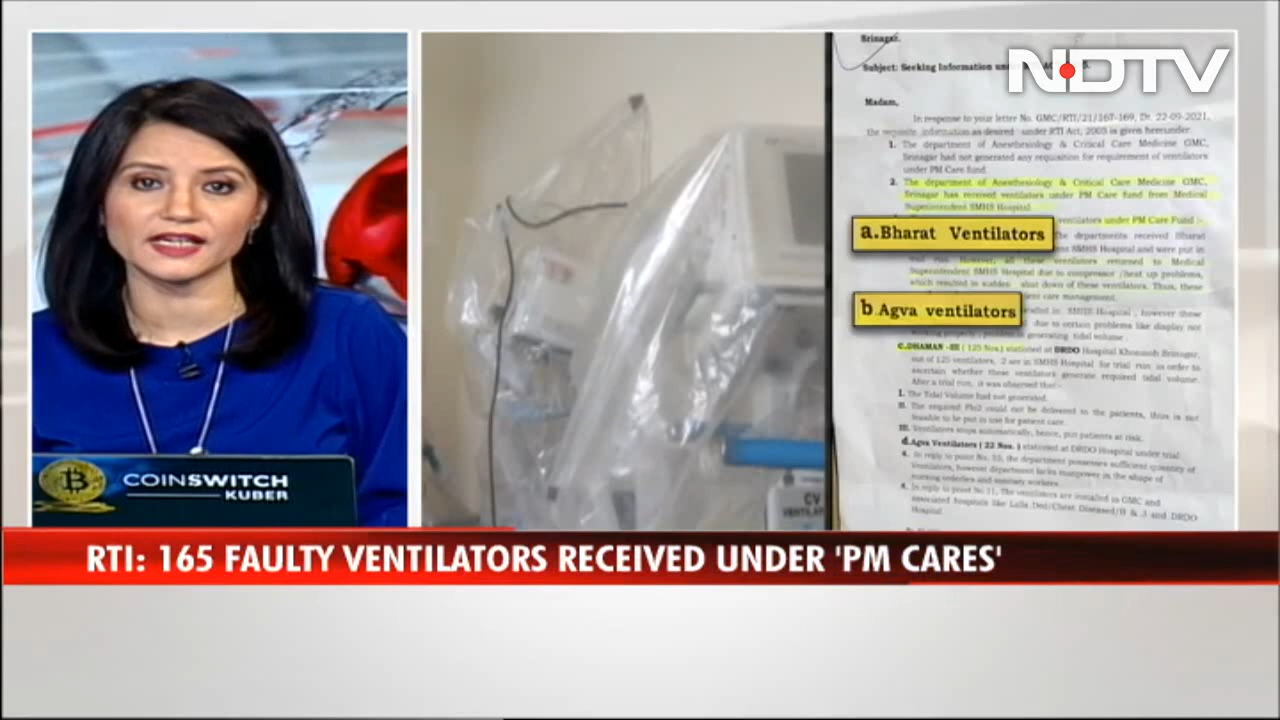 NDTV
Srinagar.
Subject: Seeking Information
Madam,
In response to your letter No. GMC/RTI/21/167-169, Dt. 22-09-2021,
the requisite information as desired under RTI Act, 2005 is given hereunder.
1. The department of Anesthesiology & Critical Care Medicine GMC,
Srinagar had not generated any requisition for requirement of ventilators
under PM Care fund.
2. The department of Anesthesiology & Critical Care Medicine GMC,
Srinagar has received ventilators under PM Care fund from Medical
Superintendent SMHS Hospital
ventilators under PM Care Fund :-
a.Bharat Ventilators
The departments received Bharat
SMHS Hospital and were put in
trial run. However, all these ventilators returned to Medical
Superintendent SMHS Hospital due to compressor /heat up problems,
which resulted in sudden shut down of these ventilators. Thus, these
care management.
b.Agva ventilators
in SMHS Hospital, however these
due to certain problems like display not
working properly, problem in generating tidal volume.
c.DHAMAN-III ( 125 Nos.) stationed at DRDO Hospital Khonmoh Srinagar,
out of 125 ventilators, 2 are in SMHS Hospital for trial run in order to
ascertain whether these ventilators generate required tidal volume.
After a trial run, it was observed that:-
I. The Tidal Volume had not generated.
II. The required could not be delivered to the patients, thus is not
feasible to be put in use for patient care.
III. Ventilators stops automatically, hence, put patients at risk.
d.Agva Ventilators ( 22 Nos. ) stationed at DRDO Hospital under trial
In reply to point No. the department possesses sufficient quantity of
Ventilators, however department lacks manpower in the shape of
nursing orderlies and sanitary workers.
In reply to point No. 11, The ventilators are installed in GMC and
associated hospitals like Lalla Ded/Chest Diseased/B & J and DRDO
Hospital
CV
VENTILAT
COINSWITCH
KUBER
RTI: 165 FAULTY VENTILATORS RECEIVED UNDER 'PM CARES'